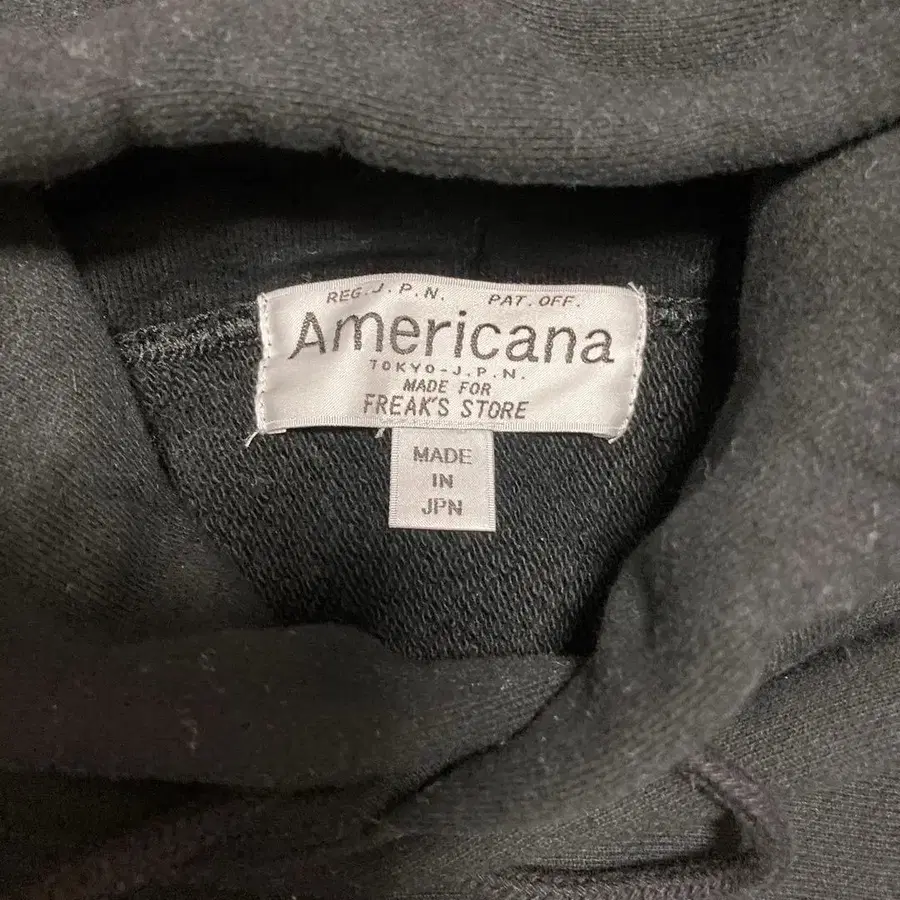 REG.J.P.N. PAT.OFF.
Americana
TOKYO-J.P.N.
MADE FOR
FREAK'S STORE
MADE
IN
JPN